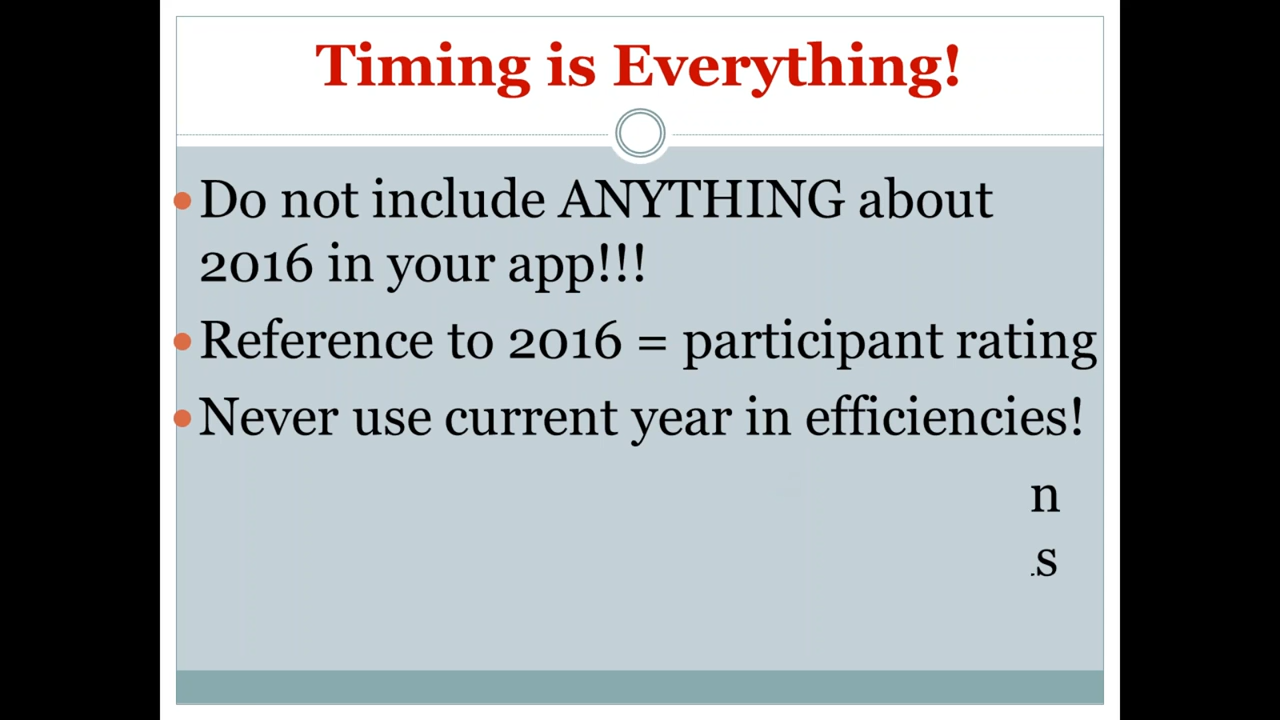 Timing is Everything!
Do not include ANYTHING about
2016 in your app!!!
Reference to 2016 = participant rating
Never use current year in efficiencies!
n
.s